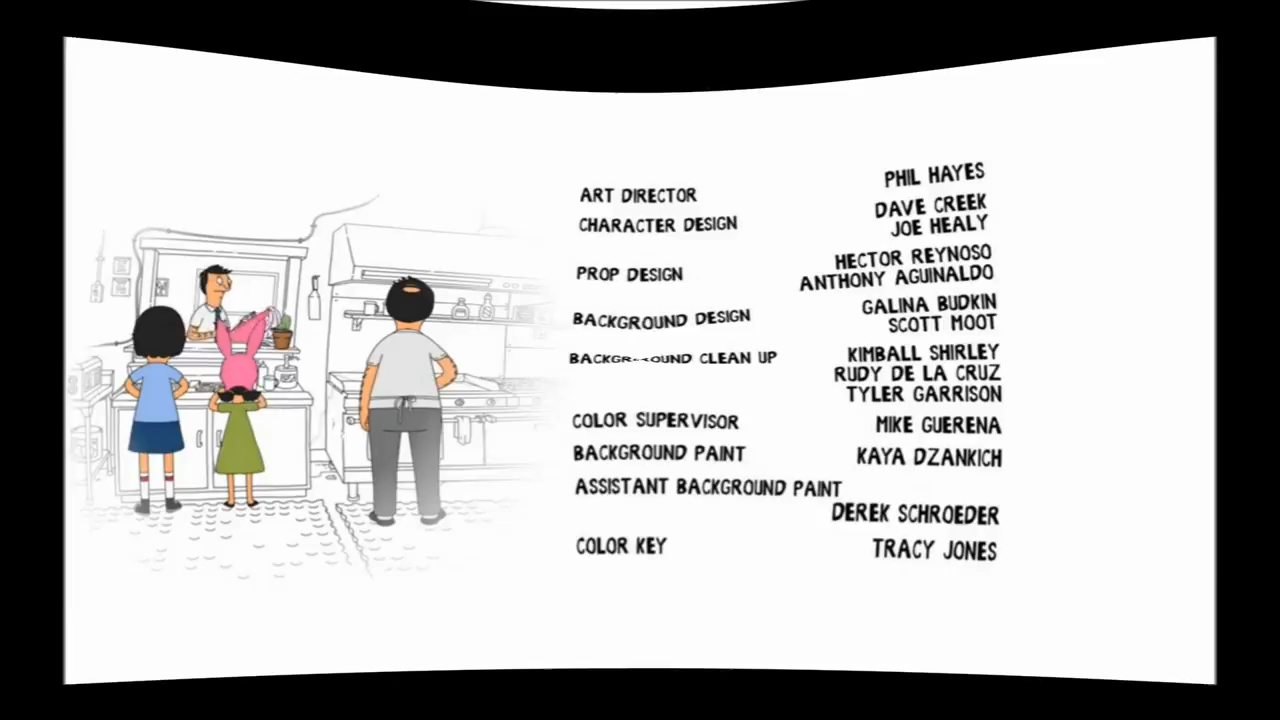 ART DIRECTOR PHIL HAYES
CHARACTER DESIGN DAVE CREEK
JOE HEALY
PROP DESIGN HECTOR REYNOSO
ANTHONY AGUINALDO
BACKGROUND DESIGN GALINA BUDKIN
SCOTT MOOT
BACKGROUND CLEAN UP KIMBALL SHIRLEY
RUDY DE LA CRUZ
TYLER GARRISON
COLOR SUPERVISOR MIKE GUERENA
BACKGROUND PAINT KAYA DZANKICH
ASSISTANT BACKGROUND PAINT
DEREK SCHROEDER
COLOR KEY TRACY JONES